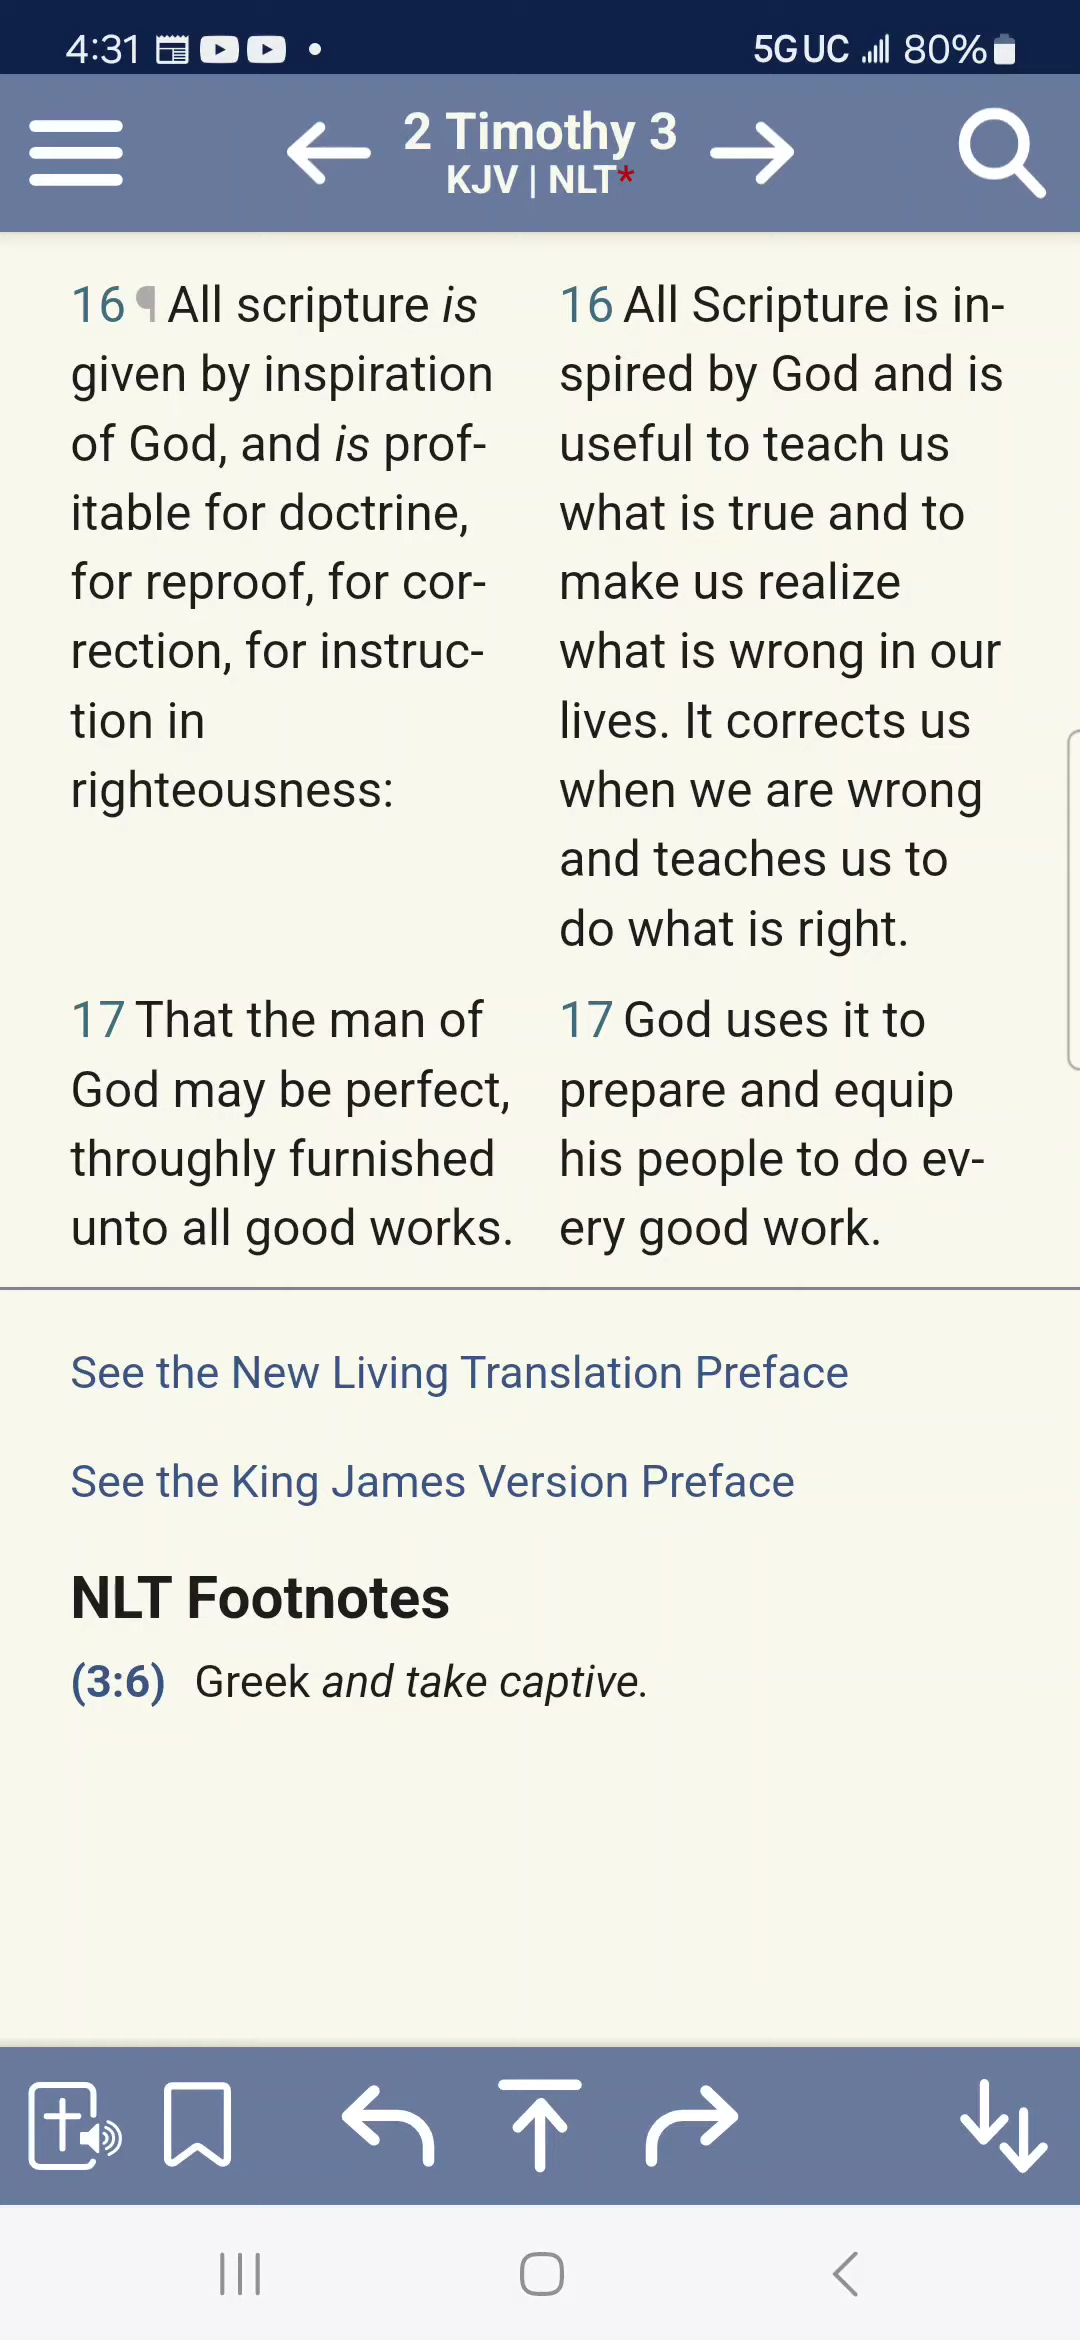 4:31
5G UC 80%
2 Timothy 3
KJV | NLT*
16 ¶ All scripture is
given by inspiration
of God, and is prof-
itable for doctrine,
for reproof, for cor-
rection, for instruc-
tion in
righteousness:
16 All Scripture is in-
spired by God and is
useful to teach us
what is true and to
make us realize
what is wrong in our
lives. It corrects us
when we are wrong
and teaches us to
do what is right.
17 That the man of
God may be perfect,
throughly furnished
unto all good works.
17 God uses it to
prepare and equip
his people to do ev-
ery good work.
See the New Living Translation Preface
See the King James Version Preface
NLT Footnotes
(3:6) Greek and take captive.